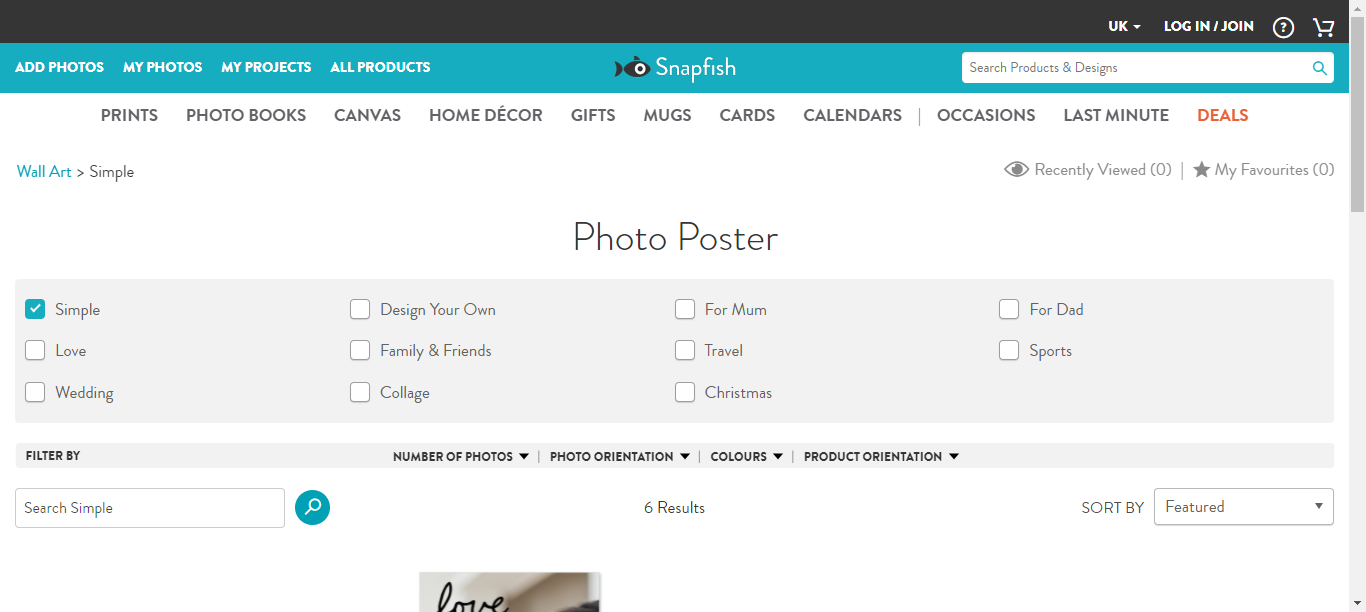 UK LOG IN / JOIN ?
ADD PHOTOS MY PHOTOS MY PROJECTS ALL PRODUCTS Snapfish Search Products & Designs
PRINTS PHOTO BOOKS CANVAS HOME DÉCOR GIFTS MUGS CARDS CALENDARS | OCCASIONS LAST MINUTE DEALS
Wall Art > Simple Recently Viewed (0) | My Favourites (0)
Photo Poster
Simple Design Your Own For Mum For Dad
Love Family & Friends Travel Sports
Wedding Collage Christmas
FILTER BY NUMBER OF PHOTOS | PHOTO ORIENTATION | COLOURS | PRODUCT ORIENTATION
Search Simple 6 Results SORT BY Featured
love